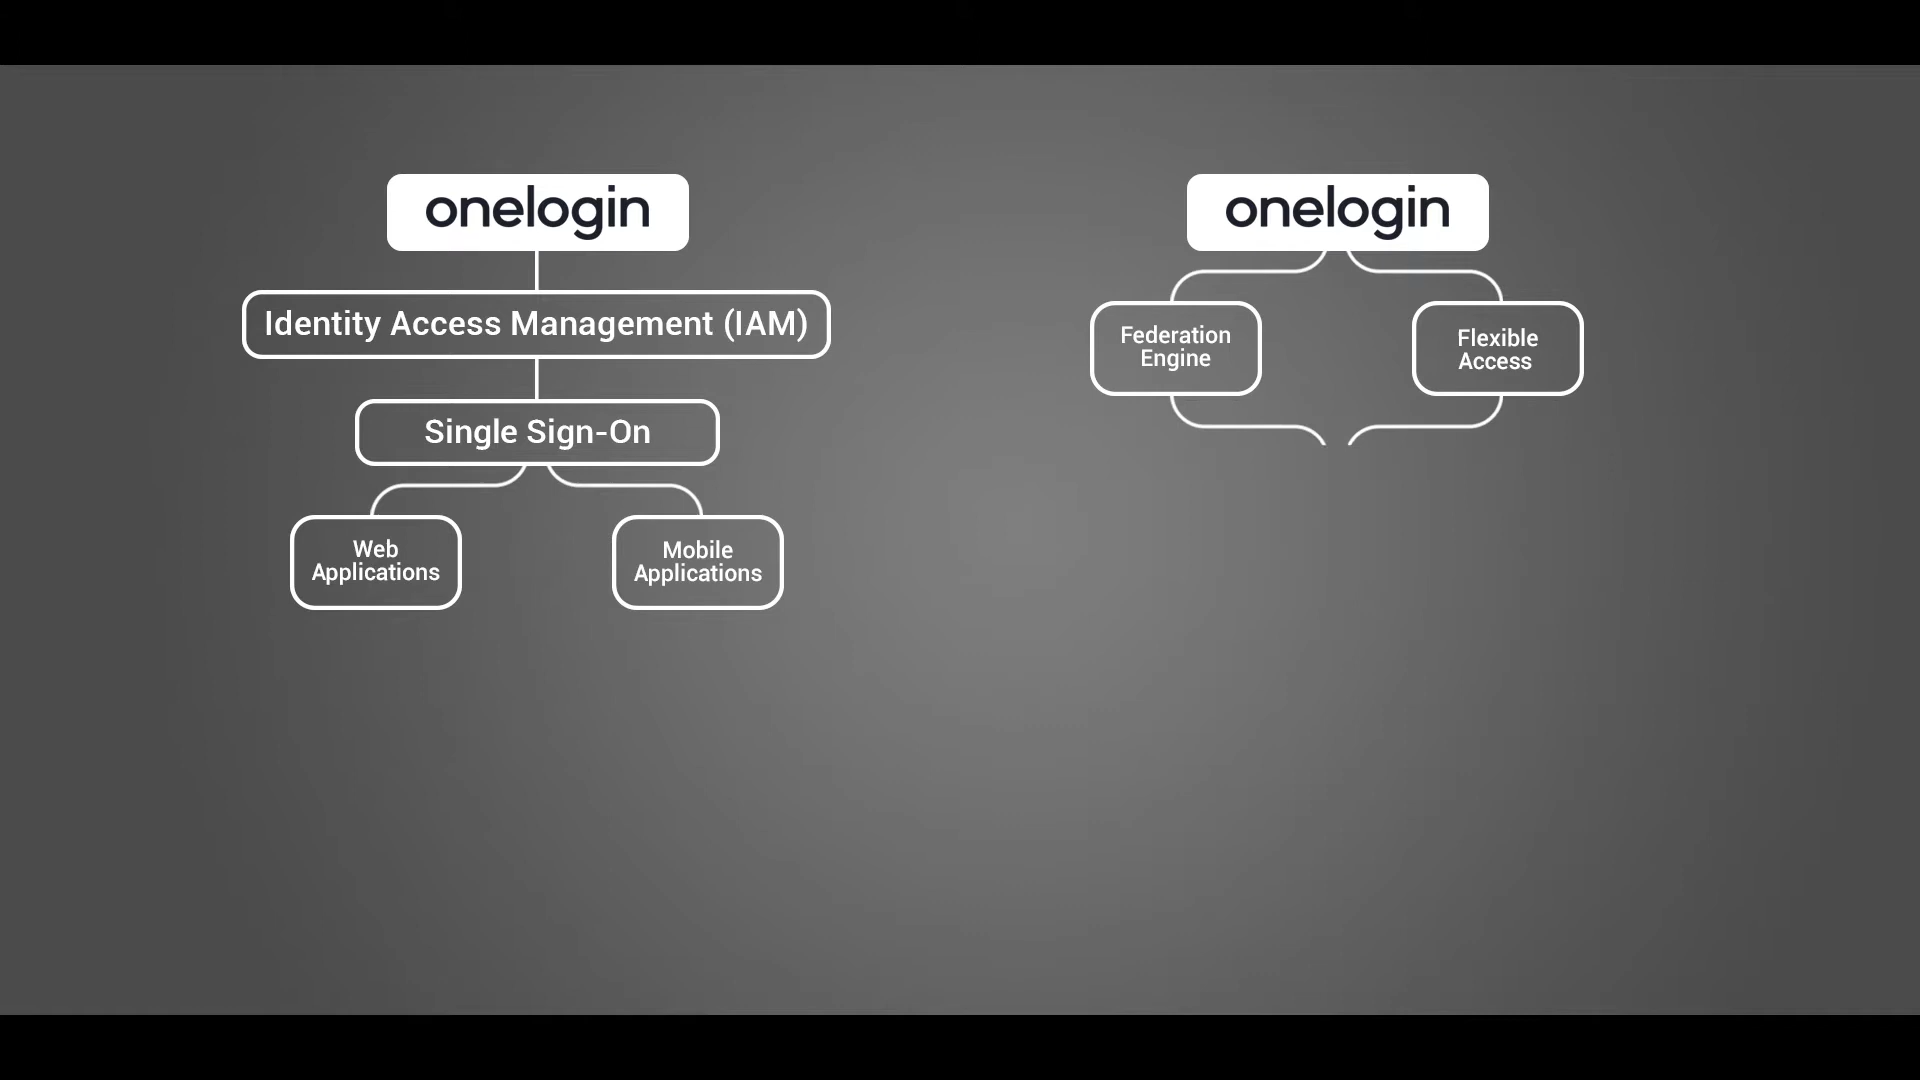 onelogin
Identity Access Management (IAM)
Single Sign-On
Web
Applications
Mobile
Applications
onelogin
Federation
Engine
Flexible
Access